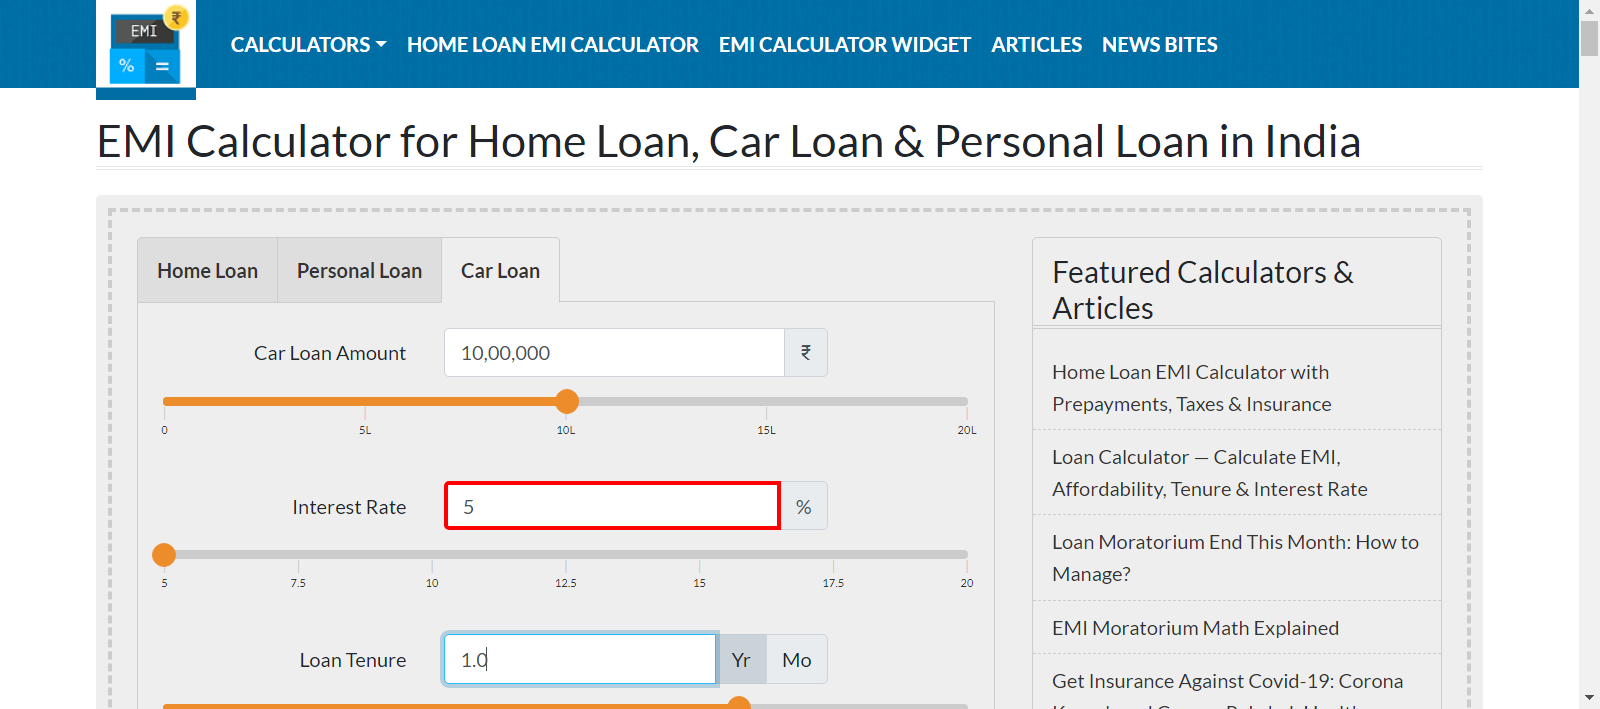 EMI ₹
% =
CALCULATORS HOME LOAN EMI CALCULATOR EMI CALCULATOR WIDGET ARTICLES NEWS BITES
EMI Calculator for Home Loan, Car Loan & Personal Loan in India
Home Loan Personal Loan Car Loan
Car Loan Amount 10,00,000 ₹
0 5L 10L 15L 20L
Interest Rate 5 %
5 7.5 10 12.5 15 17.5 20
Loan Tenure 1.0 Yr Mo
Featured Calculators &
Articles
Home Loan EMI Calculator with
Prepayments, Taxes & Insurance
Loan Calculator — Calculate EMI,
Affordability, Tenure & Interest Rate
Loan Moratorium End This Month: How to
Manage?
EMI Moratorium Math Explained
Get Insurance Against Covid-19: Corona